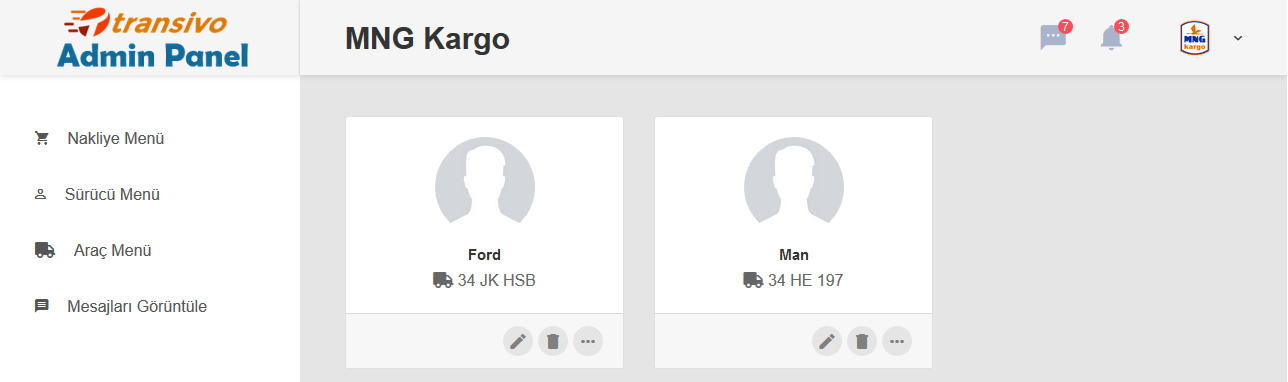 transivo
Admin Panel
MNG Kargo
7
3
MNG
kargo
Nakliye Menü
Sürücü Menü
Araç Menü
Mesajları Görüntüle
Ford
34 JK HSB
Man
34 HE 197